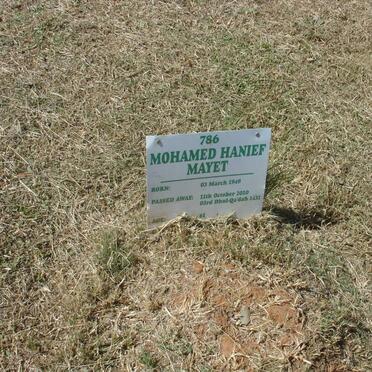 786
MOHAMED HANIEF
MAYET
BORN: 03 March 1949
PASSED AWAY: 11th October 2010
03rd Dhul-Qa'dah 1431